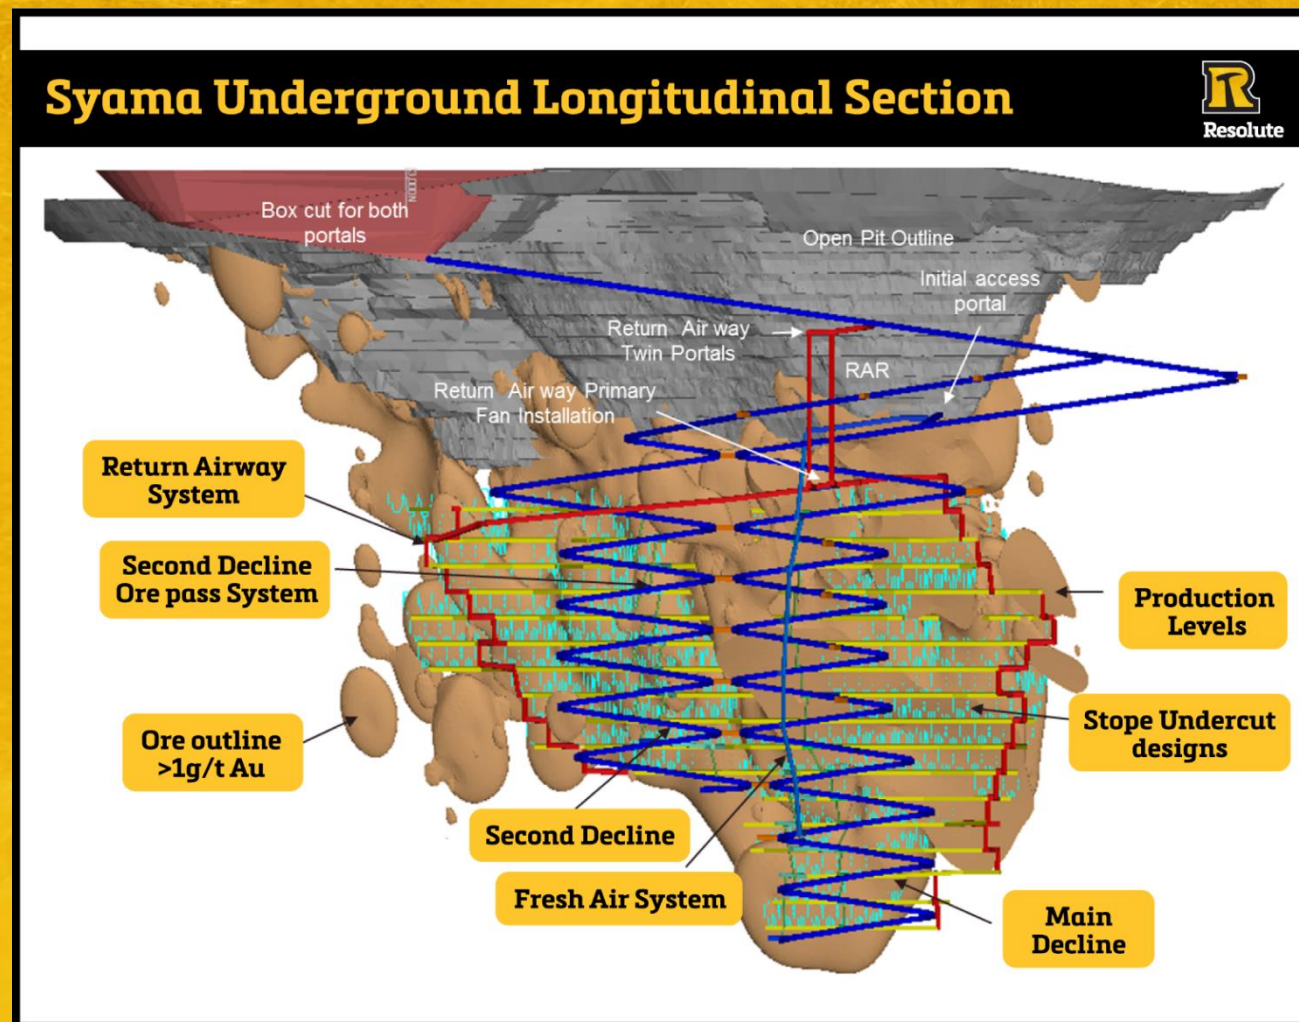 Syama Underground Longitudinal Section
Resolute
Box cut for both
portals
Open Pit Outline
Initial access
portal
Return Air way
Twin Portals
RAR
Return Air way Primary
Fan Installation
Return Airway
System
Second Decline
Ore pass System
Production
Levels
Ore outline
>1g/t Au
Stope Undercut
designs
Second Decline
Fresh Air System
Main
Decline